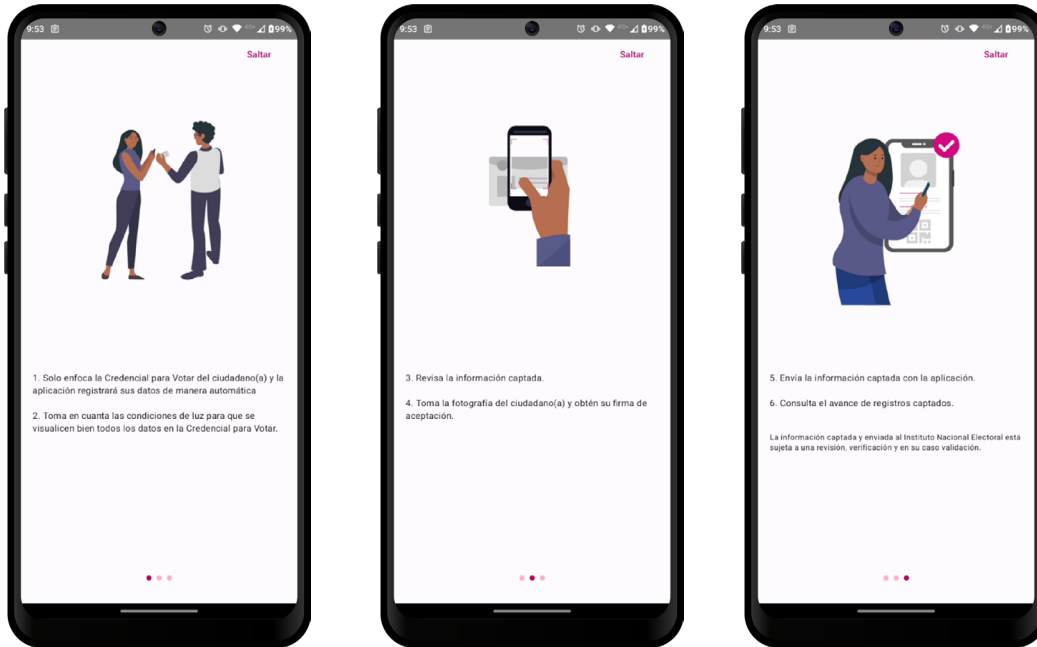 9:53
99%
Saltar
1. Solo enfoca la Credencial para Votar del ciudadano(a) y la
aplicación registrará sus datos de manera automática
2. Toma en cuenta las condiciones de luz para que se
visualicen bien todos los datos en la Credencial para Votar.
9:53
99%
Saltar
3. Revisa la información captada.
4. Toma la fotografía del ciudadano(a) y obtén su firma de
aceptación.
9:53
99%
Saltar
5. Envía la información captada con la aplicación.
6. Consulta el avance de registros captados.
La información captada y enviada al Instituto Nacional Electoral está
sujeta a una revisión, verificación y en su caso validación.